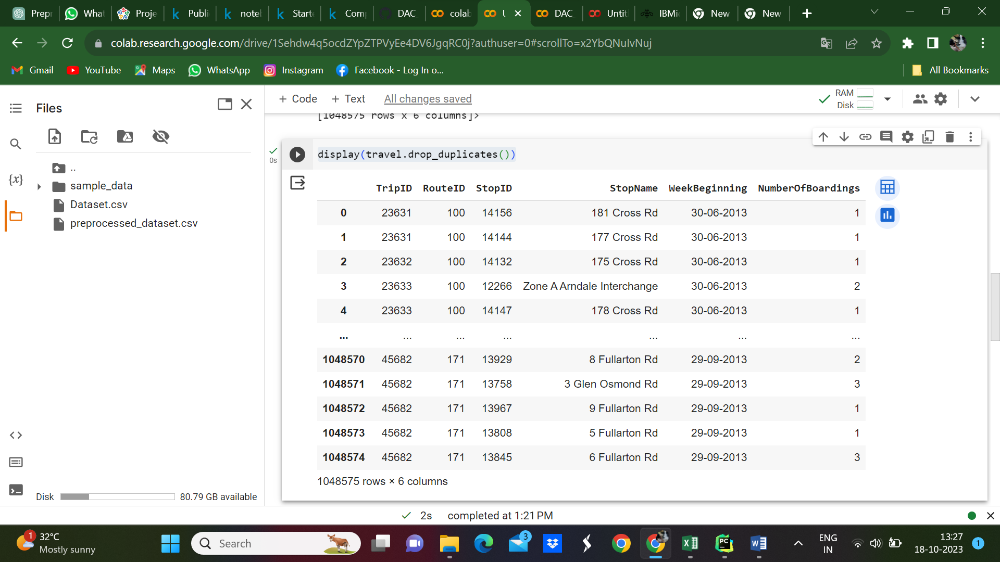 Prepr What Proje Publi notel Starte Comp DAC_ colab U DAC_ Untit IBMi New New
colab.research.google.com/drive/1Sehdw4q5ocdZYpZTPVyEe4DV6JgqRC0j?authuser=0#scrollTo=x2YbQNuIvNuj
Gmail YouTube Maps WhatsApp Instagram Facebook - Log In o... All Bookmarks
Files
+ Code + Text All changes saved
RAM
Disk
[1048575 rows x 6 columns]>
0s
display(travel.drop_duplicates())
..
sample_data
Dataset.csv
preprocessed_dataset.csv
{x}
TripID RouteID StopID StopName WeekBeginning NumberOfBoardings
0 23631 100 14156 181 Cross Rd 30-06-2013 1
1 23631 100 14144 177 Cross Rd 30-06-2013 1
2 23632 100 14132 175 Cross Rd 30-06-2013 1
3 23633 100 12266 Zone A Arndale Interchange 30-06-2013 2
4 23633 100 14147 178 Cross Rd 30-06-2013 1
... ... ... ... ... ... ...
1048570 45682 171 13929 8 Fullarton Rd 29-09-2013 2
1048571 45682 171 13758 3 Glen Osmond Rd 29-09-2013 3
1048572 45682 171 13967 9 Fullarton Rd 29-09-2013 1
1048573 45682 171 13808 5 Fullarton Rd 29-09-2013 1
1048574 45682 171 13845 6 Fullarton Rd 29-09-2013 3
1048575 rows × 6 columns
Disk 80.79 GB available
2s completed at 1:21 PM
1 32°C
Mostly sunny
Search
3
ENG
IN
13:27
18-10-2023
1